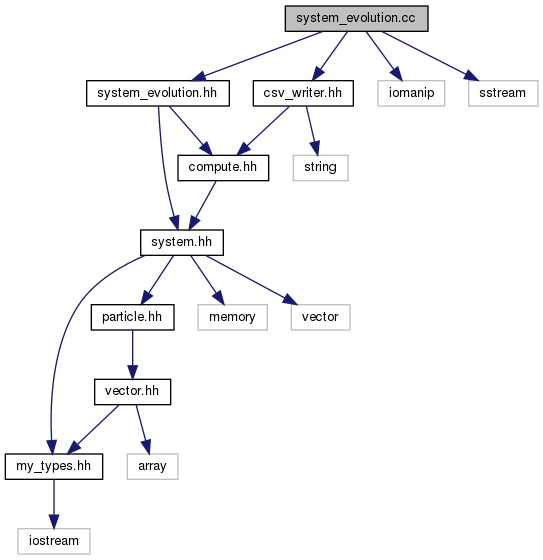 system_evolution.cc
system_evolution.hh
csv_writer.hh
iomanip
sstream
compute.hh
string
system.hh
particle.hh
memory
vector
vector.hh
my_types.hh
array
iostream